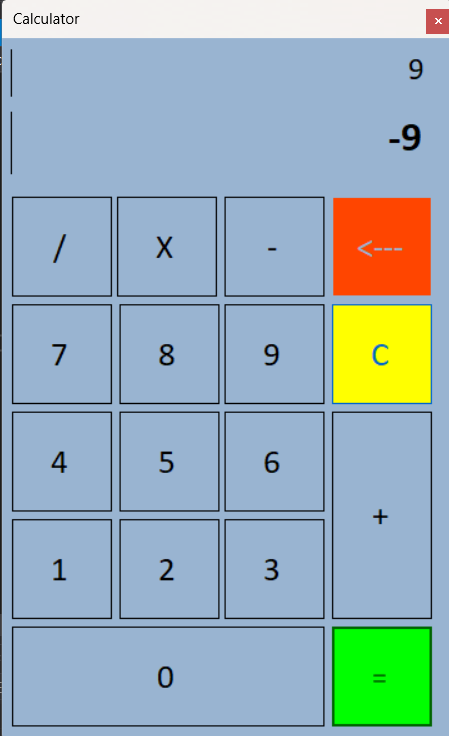 Calculator
9
-9
/ X - <---
7 8 9 C
4 5 6
+
1 2 3
0 =